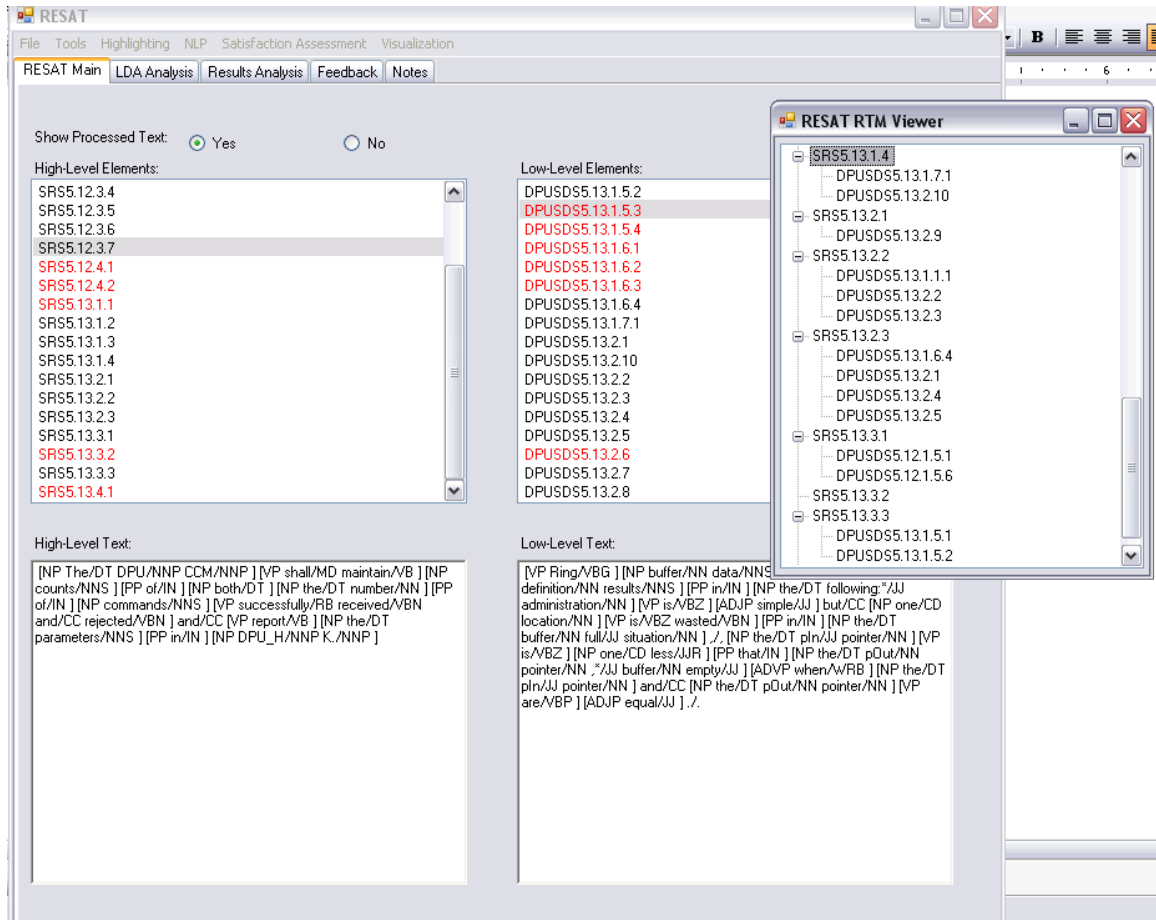 RESAT
File Tools Highlighting NLP Satisfaction Assessment Visualization
RESAT Main LDA Analysis Results Analysis Feedback Notes
Show Processed Text: Yes No
High-Level Elements:
SRS5.12.3.4
SRS5.12.3.5
SRS5.12.3.6
SRS5.12.3.7
SRS5.12.4.1
SRS5.12.4.2
SRS5.13.1.1
SRS5.13.1.2
SRS5.13.1.3
SRS5.13.1.4
SRS5.13.2.1
SRS5.13.2.2
SRS5.13.2.3
SRS5.13.3.1
SRS5.13.3.2
SRS5.13.3.3
SRS5.13.4.1
Low-Level Elements:
DPUSDS5.13.1.5.2
DPUSDS5.13.1.5.3
DPUSDS5.13.1.5.4
DPUSDS5.13.1.6.1
DPUSDS5.13.1.6.2
DPUSDS5.13.1.6.3
DPUSDS5.13.1.6.4
DPUSDS5.13.1.7.1
DPUSDS5.13.2.1
DPUSDS5.13.2.10
DPUSDS5.13.2.2
DPUSDS5.13.2.3
DPUSDS5.13.2.4
DPUSDS5.13.2.5
DPUSDS5.13.2.6
DPUSDS5.13.2.7
DPUSDS5.13.2.8
High-Level Text:
[NP The/DT DPU/NNP CCM/NNP ] [VP shall/MD maintain/VB ] [NP
counts/NNS ] [PP of/IN ] [NP both/DT ] [NP the/DT number/NN ] [PP
of/IN ] [NP commands/NNS ] [VP successfully/RB received/VBN
and/CC rejected/VBN ] and/CC [VP report/VB ] [NP the/DT
parameters/NNS ] [PP in/IN ] [NP DPU_H/NNP K./NNP ]
Low-Level Text:
[VP Ring/VBG ] [NP buffer/NN data/NNS
definition/NN results/NNS ] [PP in/IN ] [NP the/DT following:*/JJ
administration/NN ] [VP is/VBZ ] [ADJP simple/JJ ] but/CC [NP one/CD
location/NN ] [VP is/VBZ wasted/VBN ] [PP in/IN ] [NP the/DT
buffer/NN full/JJ situation/NN ] ,/, [NP the/DT pIn/JJ pointer/NN ] [VP
is/VBZ ] [NP one/CD less/JJR ] [PP that/IN ] [NP the/DT pOut/NN
pointer/NN ,*/JJ buffer/NN empty/JJ ] [ADVP when/WRB ] [NP the/DT
pIn/JJ pointer/NN ] and/CC [NP the/DT pOut/NN pointer/NN ] [VP
are/VBP ] [ADJP equal/JJ ] ./.
RESAT RTM Viewer
SRS5.13.1.4
DPUSDS5.13.1.7.1
DPUSDS5.13.2.10
SRS5.13.2.1
DPUSDS5.13.2.9
SRS5.13.2.2
DPUSDS5.13.1.1.1
DPUSDS5.13.2.2
DPUSDS5.13.2.3
SRS5.13.2.3
DPUSDS5.13.1.6.4
DPUSDS5.13.2.1
DPUSDS5.13.2.4
DPUSDS5.13.2.5
SRS5.13.3.1
DPUSDS5.12.1.5.1
DPUSDS5.12.1.5.6
SRS5.13.3.2
SRS5.13.3.3
DPUSDS5.13.1.5.1
DPUSDS5.13.1.5.2
B
6